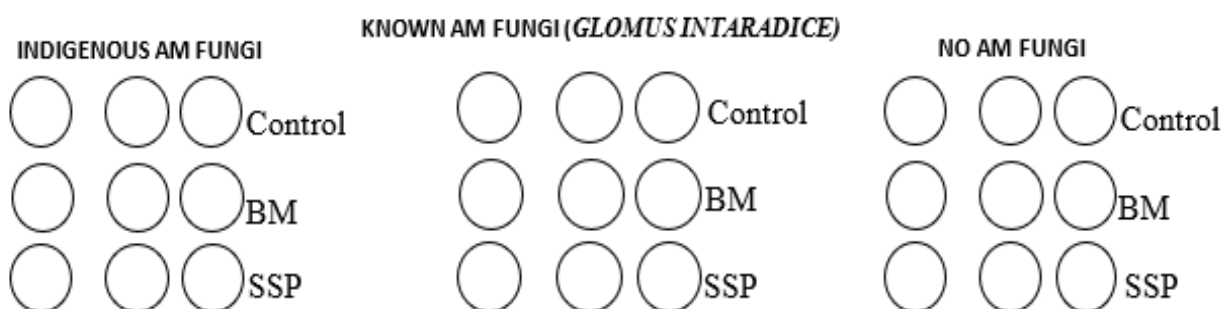 INDIGENOUS AM FUNGI
Control
BM
SSP
KNOWN AM FUNGI (GLOMUS INTARADICE)
Control
BM
SSP
NO AM FUNGI
Control
BM
SSP